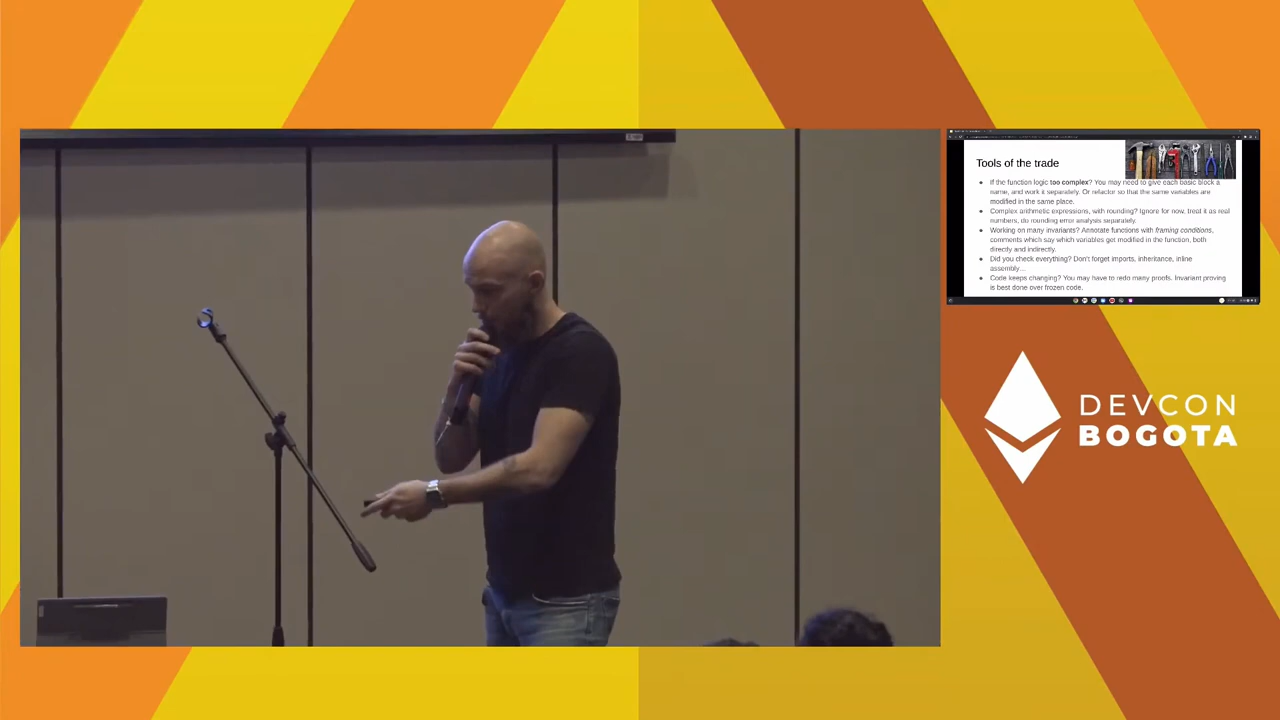 Tools of the trade
● If the function logic too complex? You may need to give each basic block a
name, and work it separately. Or refactor so that the same variables are
modified in the same place.
● Complex arithmetic expressions, with rounding? Ignore for now, treat it as real
numbers, do rounding error analysis separately.
● Working on many invariants? Annotate functions with framing conditions,
comments which say which variables get modified in the function, both
directly and indirectly.
● Did you check everything? Don't forget imports, inheritance, inline
assembly...
● Code keeps changing? You may have to redo many proofs. Invariant proving
is best done over frozen code.
DEVCON
BOGOTA